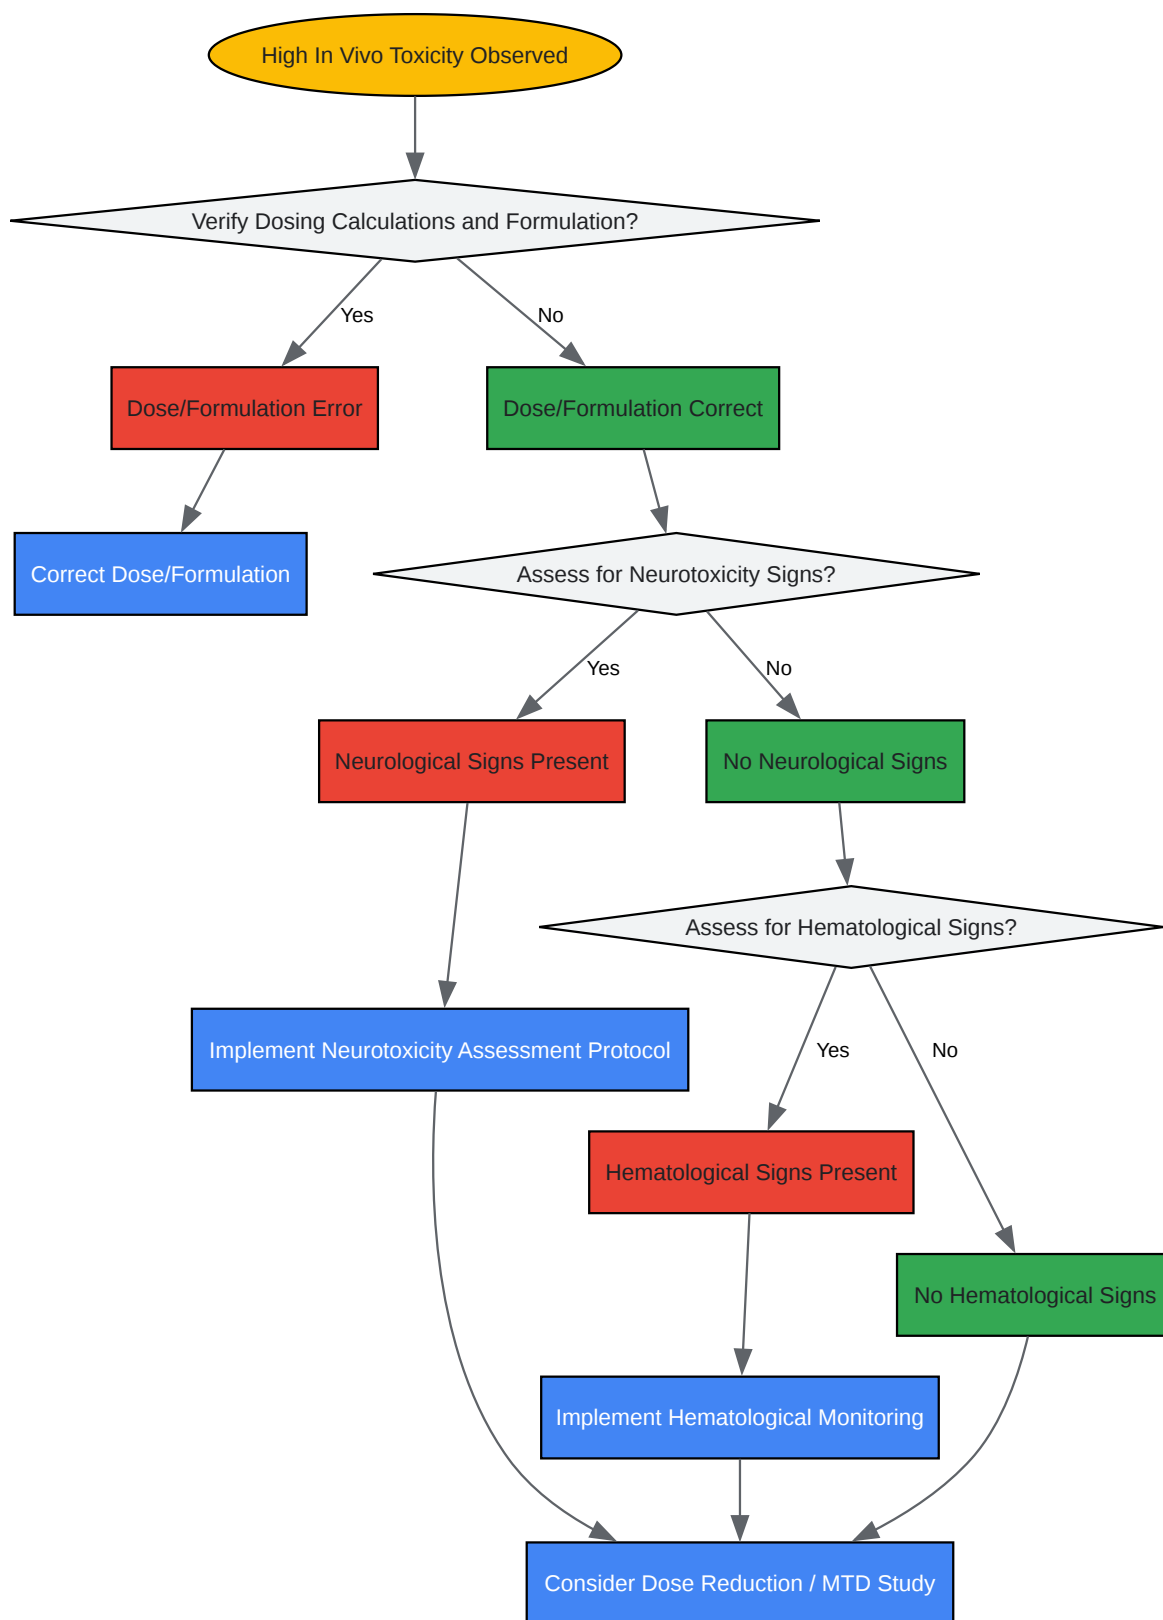 High In Vivo Toxicity Observed
Verify Dosing Calculations and Formulation?
Yes
No
Dose/Formulation Error
Dose/Formulation Correct
Correct Dose/Formulation
Assess for Neurotoxicity Signs?
Yes
No
Neurological Signs Present
No Neurological Signs
Assess for Hematological Signs?
Implement Neurotoxicity Assessment Protocol
Yes
No
Hematological Signs Present
No Hematological Signs
Implement Hematological Monitoring
Consider Dose Reduction / MTD Study